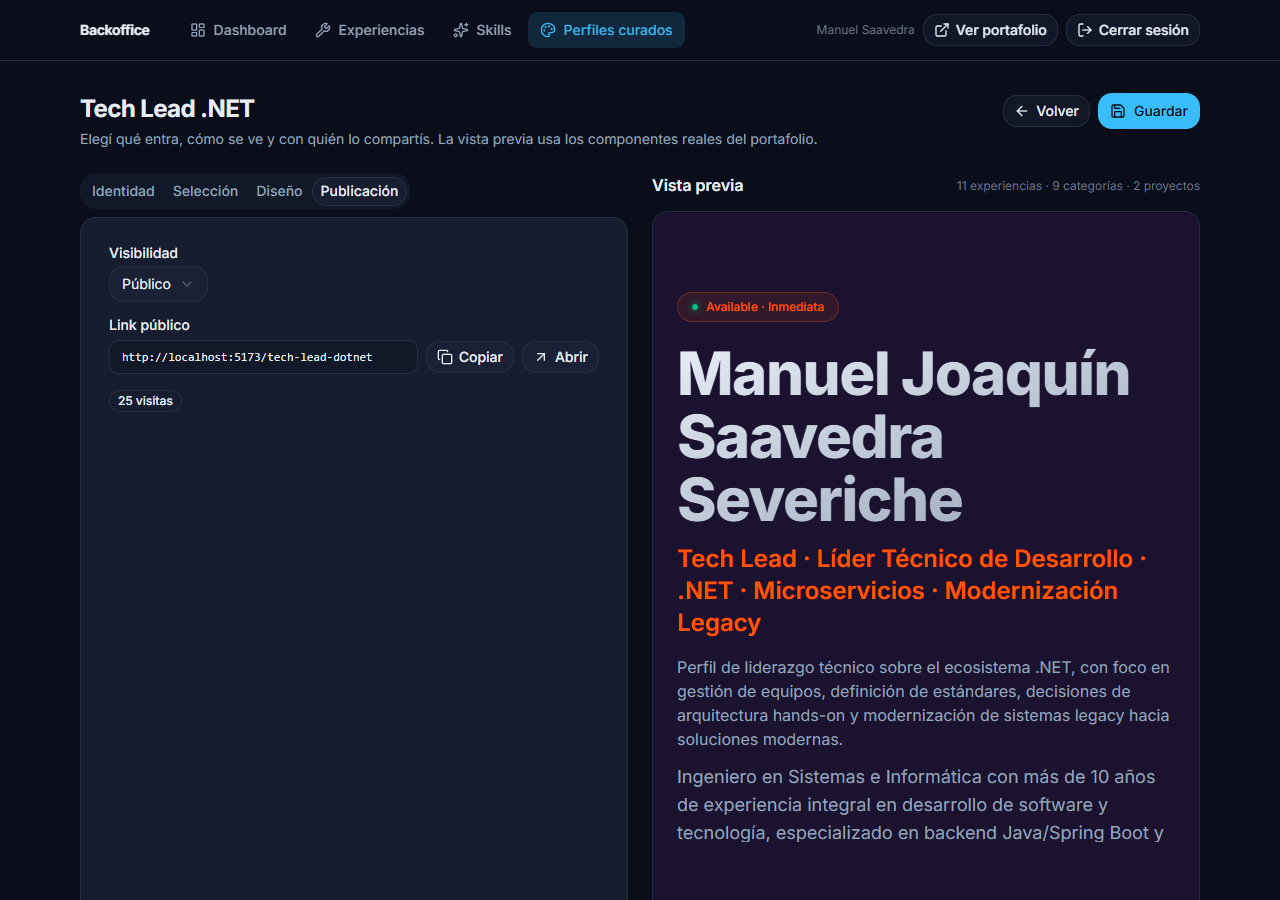 Backoffice
Dashboard
Experiencias
Skills
Perfiles curados
Manuel Saavedra
Ver portafolio
Cerrar sesión
Tech Lead .NET
Elegí qué entra, cómo se ve y con quién lo compartís. La vista previa usa los componentes reales del portafolio.
Volver
Guardar
Identidad
Selección
Diseño
Publicación
Visibilidad
Público
Link público
http://localhost:5173/tech-lead-dotnet
Copiar
Abrir
25 visitas
Vista previa
11 experiencias · 9 categorías · 2 proyectos
Available · Inmediata
Manuel Joaquín
Saavedra
Severiche
Tech Lead · Líder Técnico de Desarrollo ·
.NET · Microservicios · Modernización
Legacy
Perfil de liderazgo técnico sobre el ecosistema .NET, con foco en
gestión de equipos, definición de estándares, decisiones de
arquitectura hands-on y modernización de sistemas legacy hacia
soluciones modernas.
Ingeniero en Sistemas e Informática con más de 10 años
de experiencia integral en desarrollo de software y
tecnología, especializado en backend Java/Spring Boot y